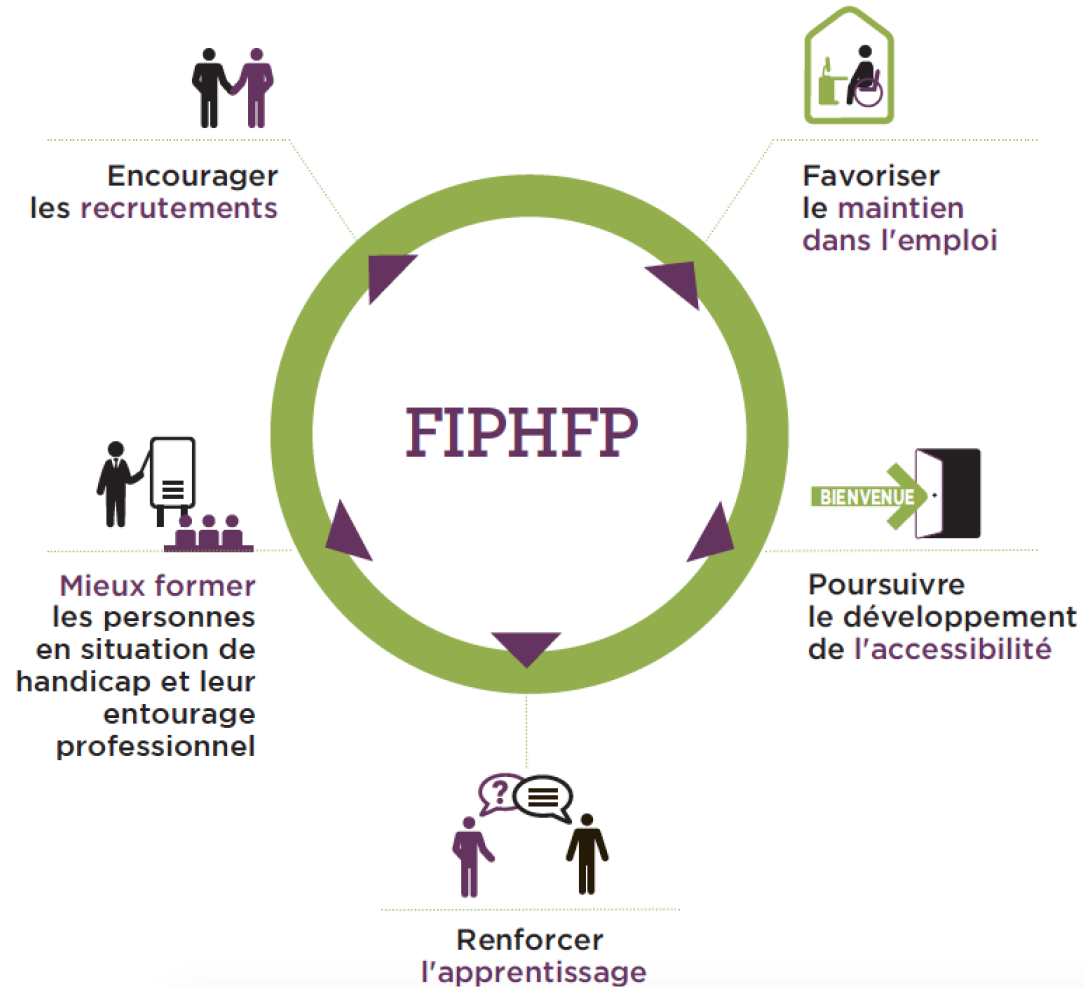 Encourager
les recrutements
Favoriser
le maintien
dans l'emploi
FIPHFP
BIENVENUE
Mieux former
les personnes
en situation de
handicap et leur
entourage
professionnel
Poursuivre
le développement
de l'accessibilité
?
Renforcer
l'apprentissage